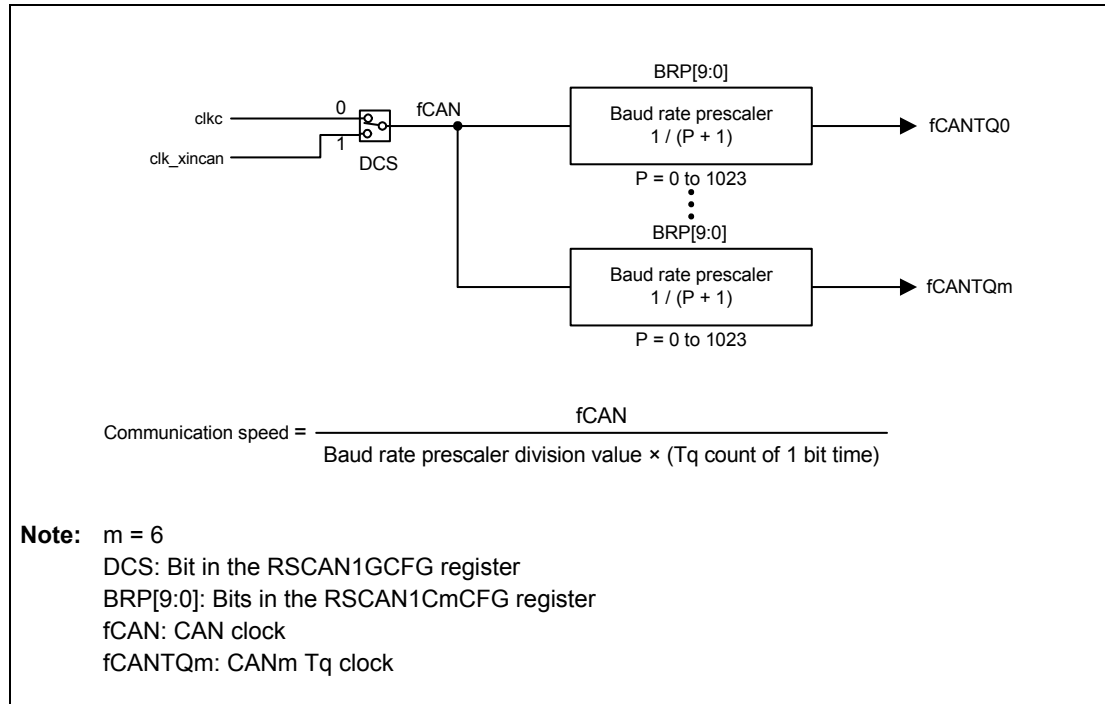 BRP[9:0]
clkc
0
fCAN
Baud rate prescaler
1 / (P + 1)
fCANTQ0
clk_xincan
1
DCS
P = 0 to 1023
BRP[9:0]
Baud rate prescaler
1 / (P + 1)
fCANTQm
P = 0 to 1023
Communication speed =
fCAN
Baud rate prescaler division value × (Tq count of 1 bit time)
Note: m = 6
DCS: Bit in the RSCAN1GCFG register
BRP[9:0]: Bits in the RSCAN1CmCFG register
fCAN: CAN clock
fCANTQm: CANm Tq clock